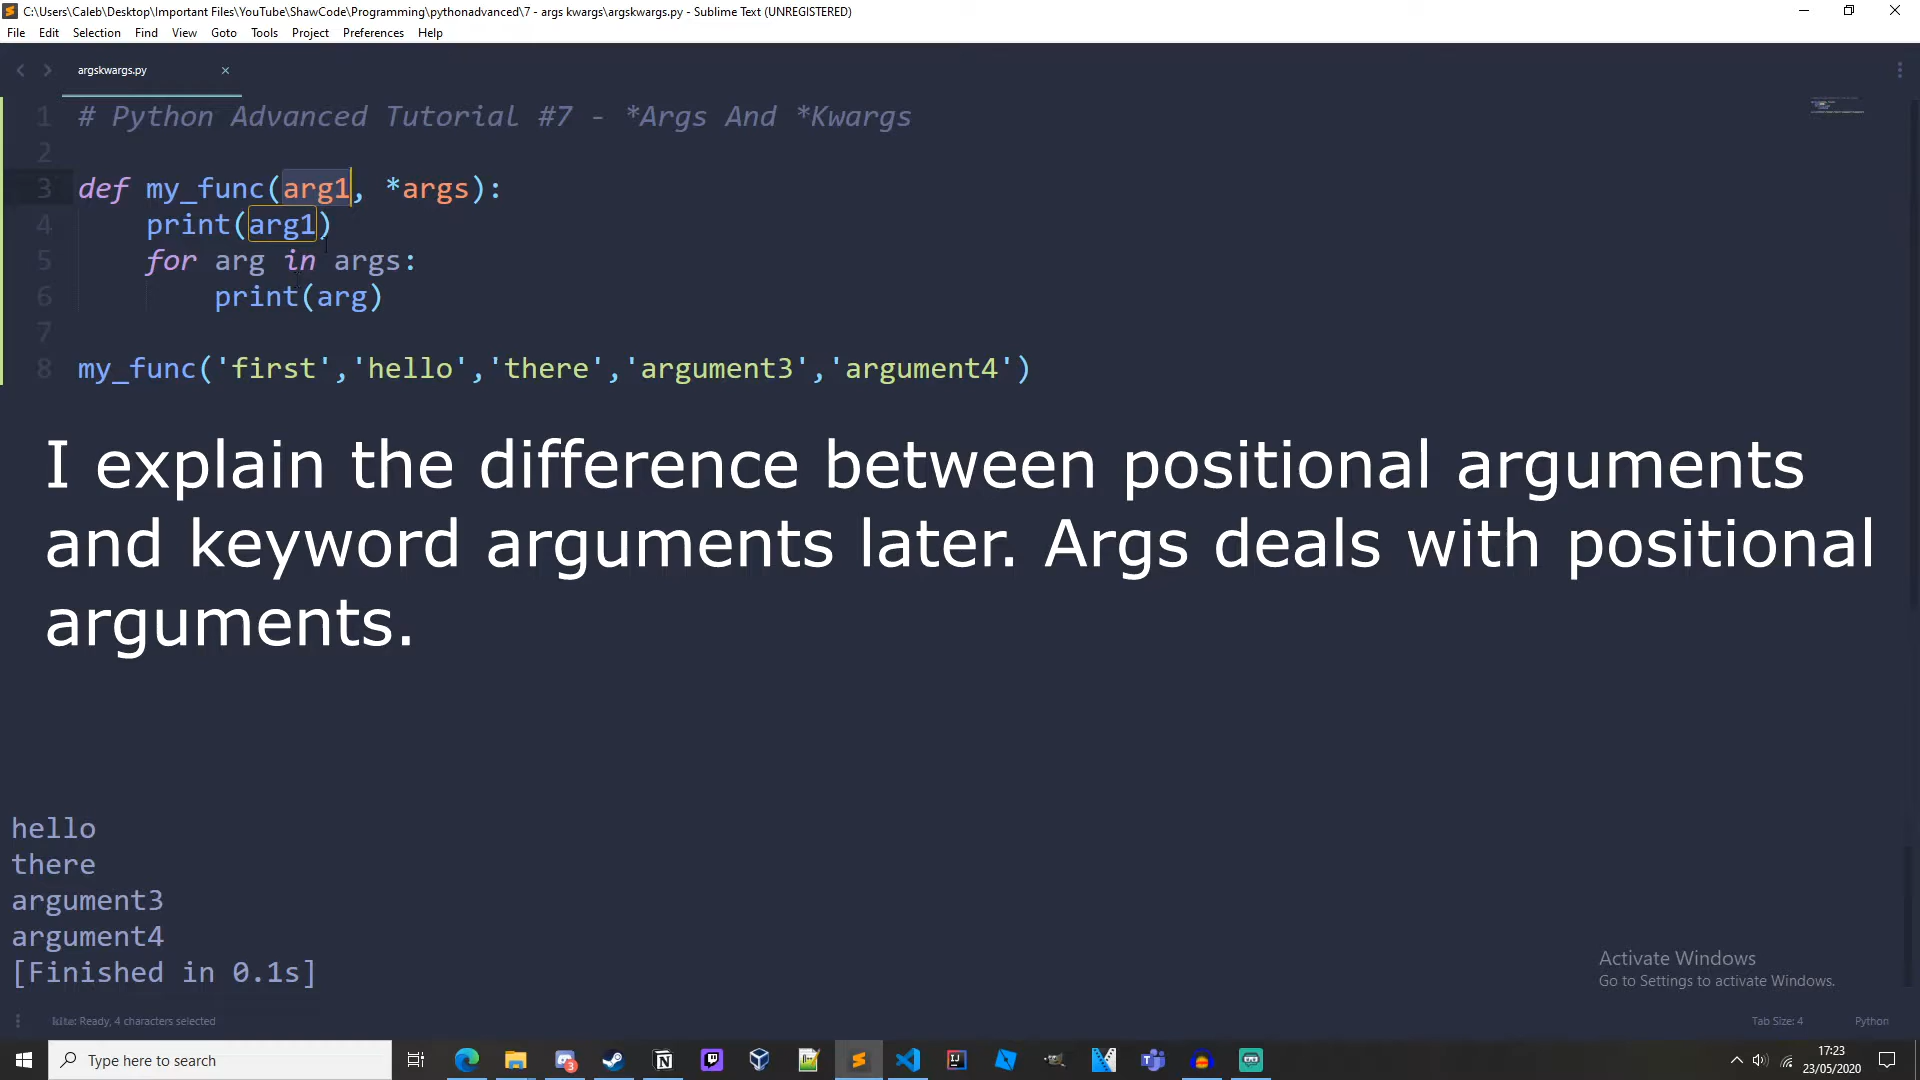 C:\Users\Caleb\Desktop\Important Files\YouTube\ShawCode\Programming\pythonadvanced\7 - args kwargs\argskwargs.py - Sublime Text (UNREGISTERED)
File Edit Selection Find View Goto Tools Project Preferences Help
argskwargs.py
1 # Python Advanced Tutorial #7 - *Args And *Kwargs
2
3 def my_func(arg1, *args):
4 print(arg1)
5 for arg in args:
6 print(arg)
7
8 my_func('first','hello','there','argument3','argument4')
I explain the difference between positional arguments
and keyword arguments later. Args deals with positional
arguments.
hello
there
argument3
argument4
[Finished in 0.1s]
Activate Windows
Go to Settings to activate Windows.
kite: Ready, 4 characters selected
Tab Size: 4 Python
Type here to search
17:23
23/05/2020